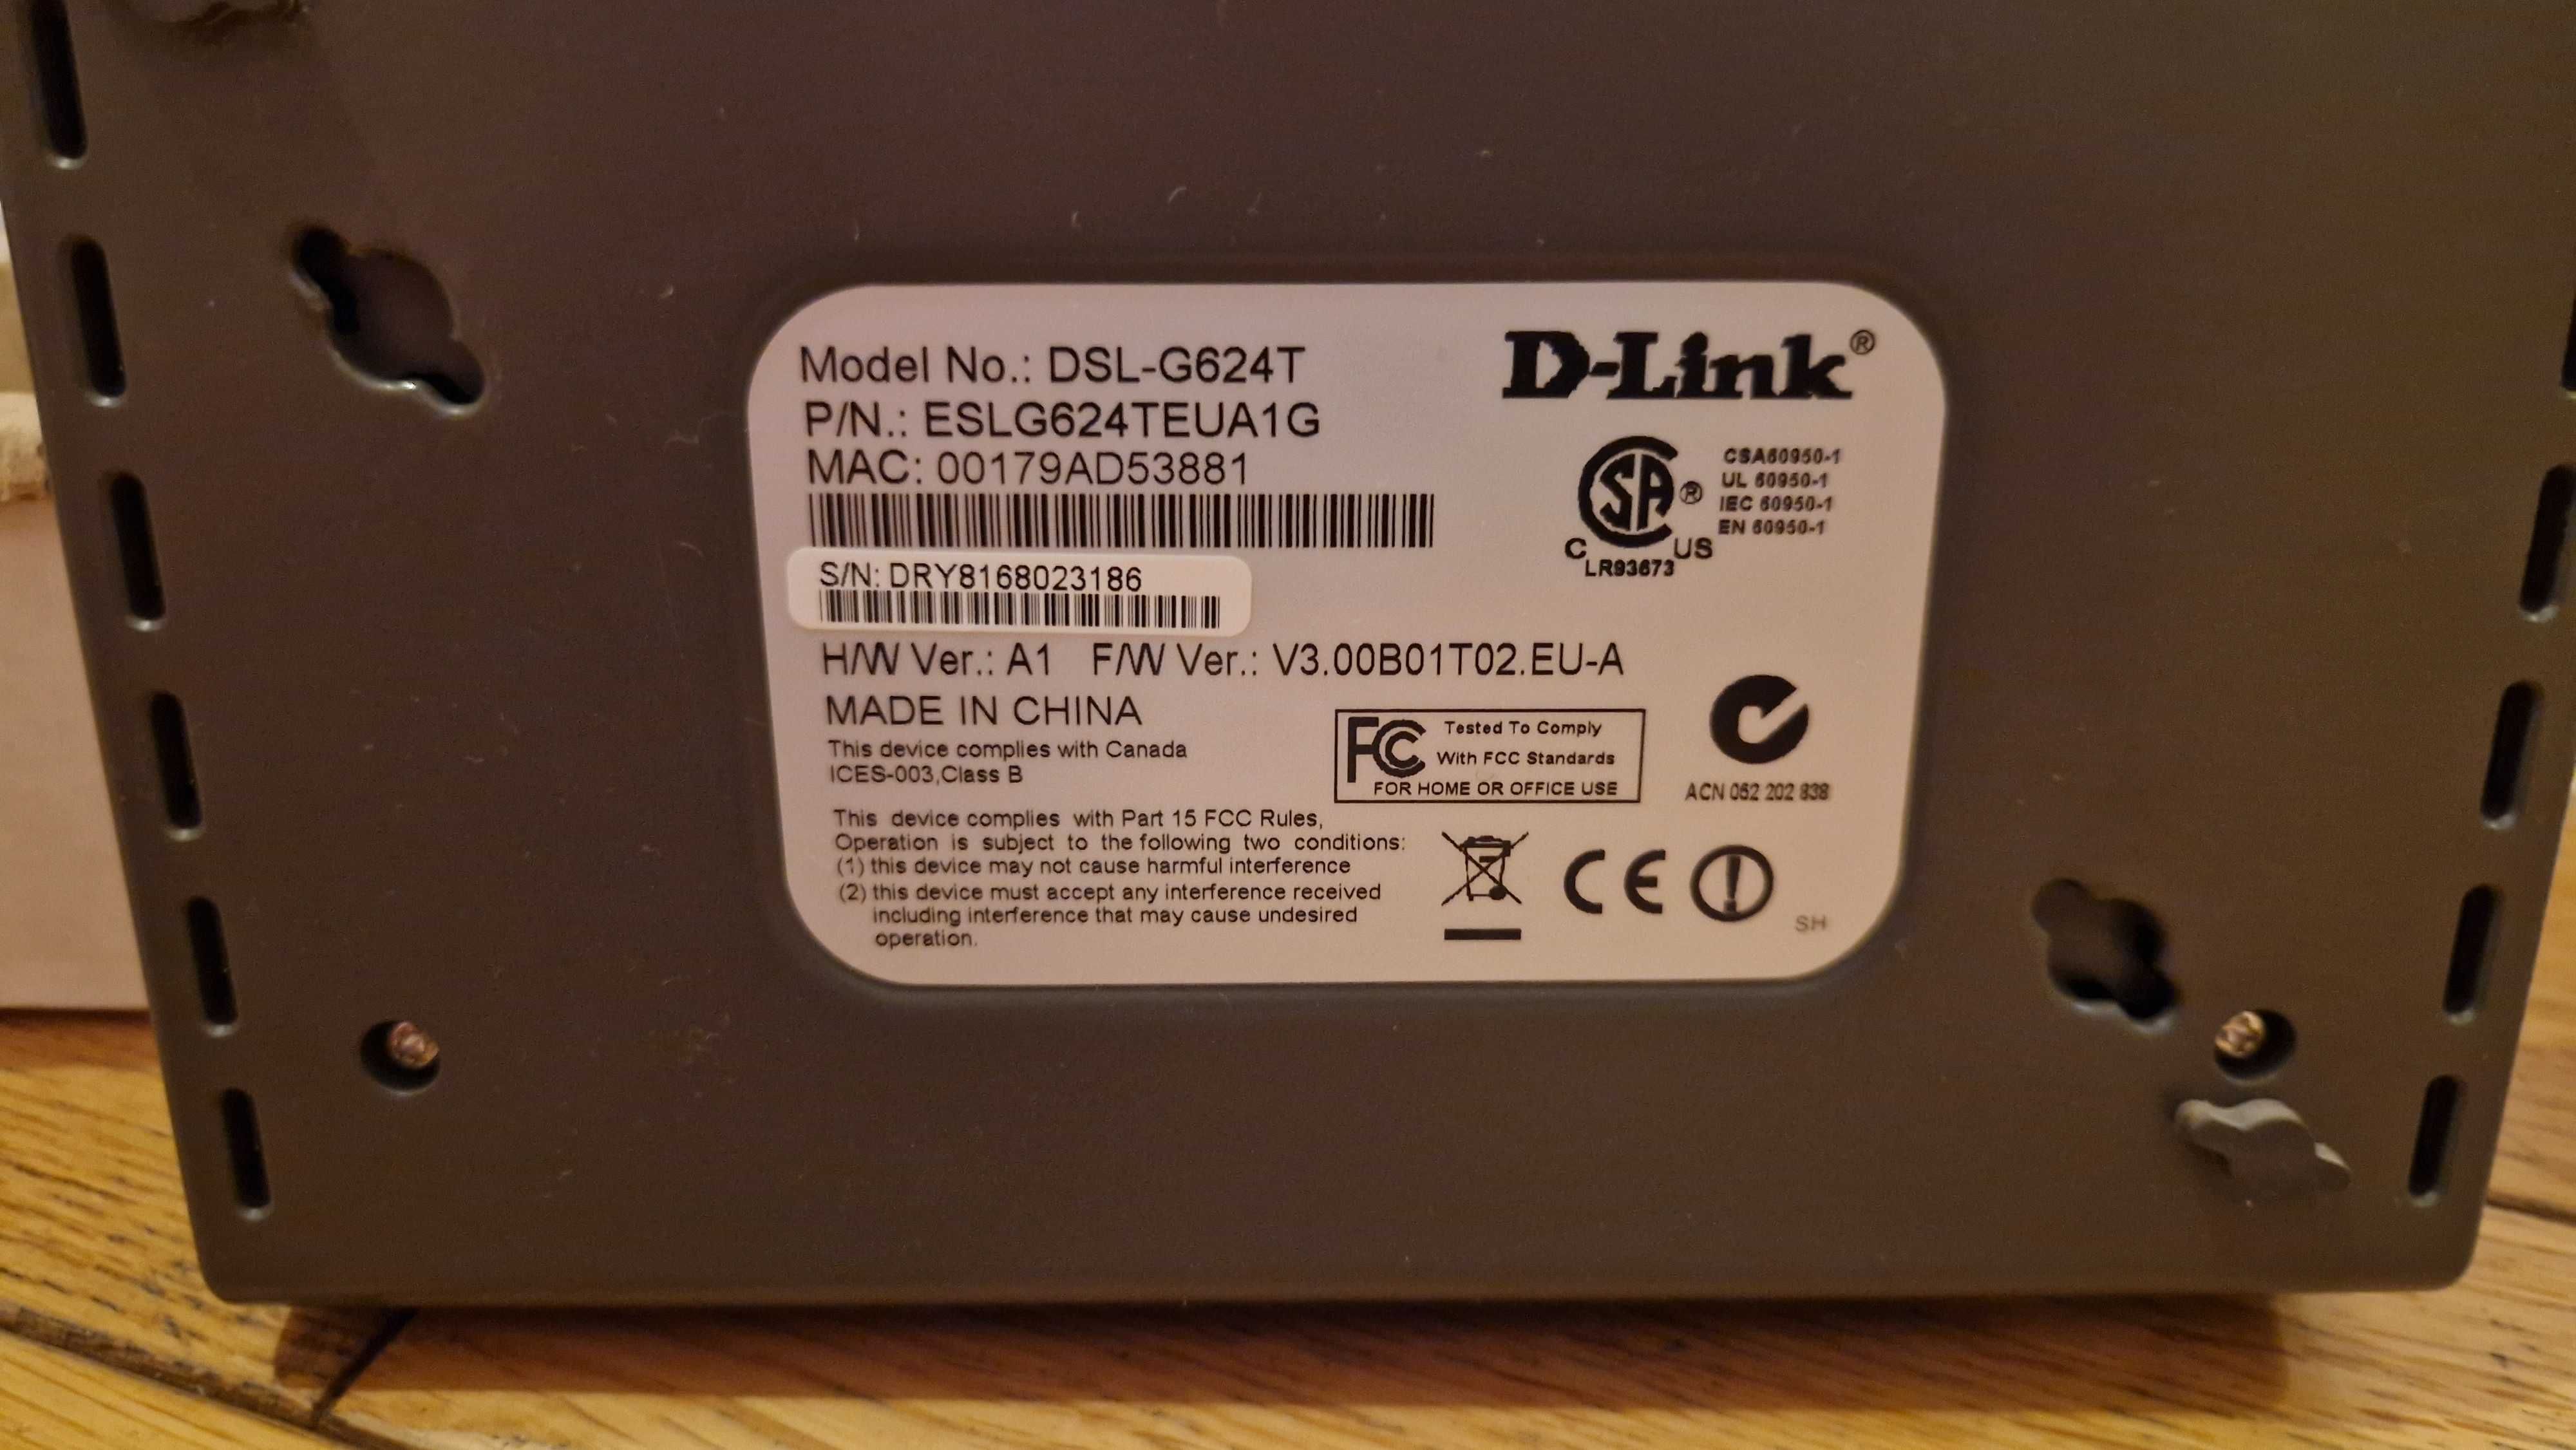 Model No.: DSL-G624T
D-Link®
P/N.: ESLG624TEUA1G
MAC: 00179AD53881
CSA60950-1
UL 60950-1
IEC 60950-1
EN 60950-1
SA ®
C US
LR93673
S/N: DRY8168023186
H/W Ver.: A1 F/W Ver.: V3.00B01T02.EU-A
MADE IN CHINA
This device complies with Canada
ICES-003,Class B
FC Tested To Comply
With FCC Standards
FOR HOME OR OFFICE USE
ACN 052 202 838
This device complies with Part 15 FCC Rules,
Operation is subject to the following two conditions:
(1) this device may not cause harmful interference
(2) this device must accept any interference received
including interference that may cause undesired
operation.
CE
SH